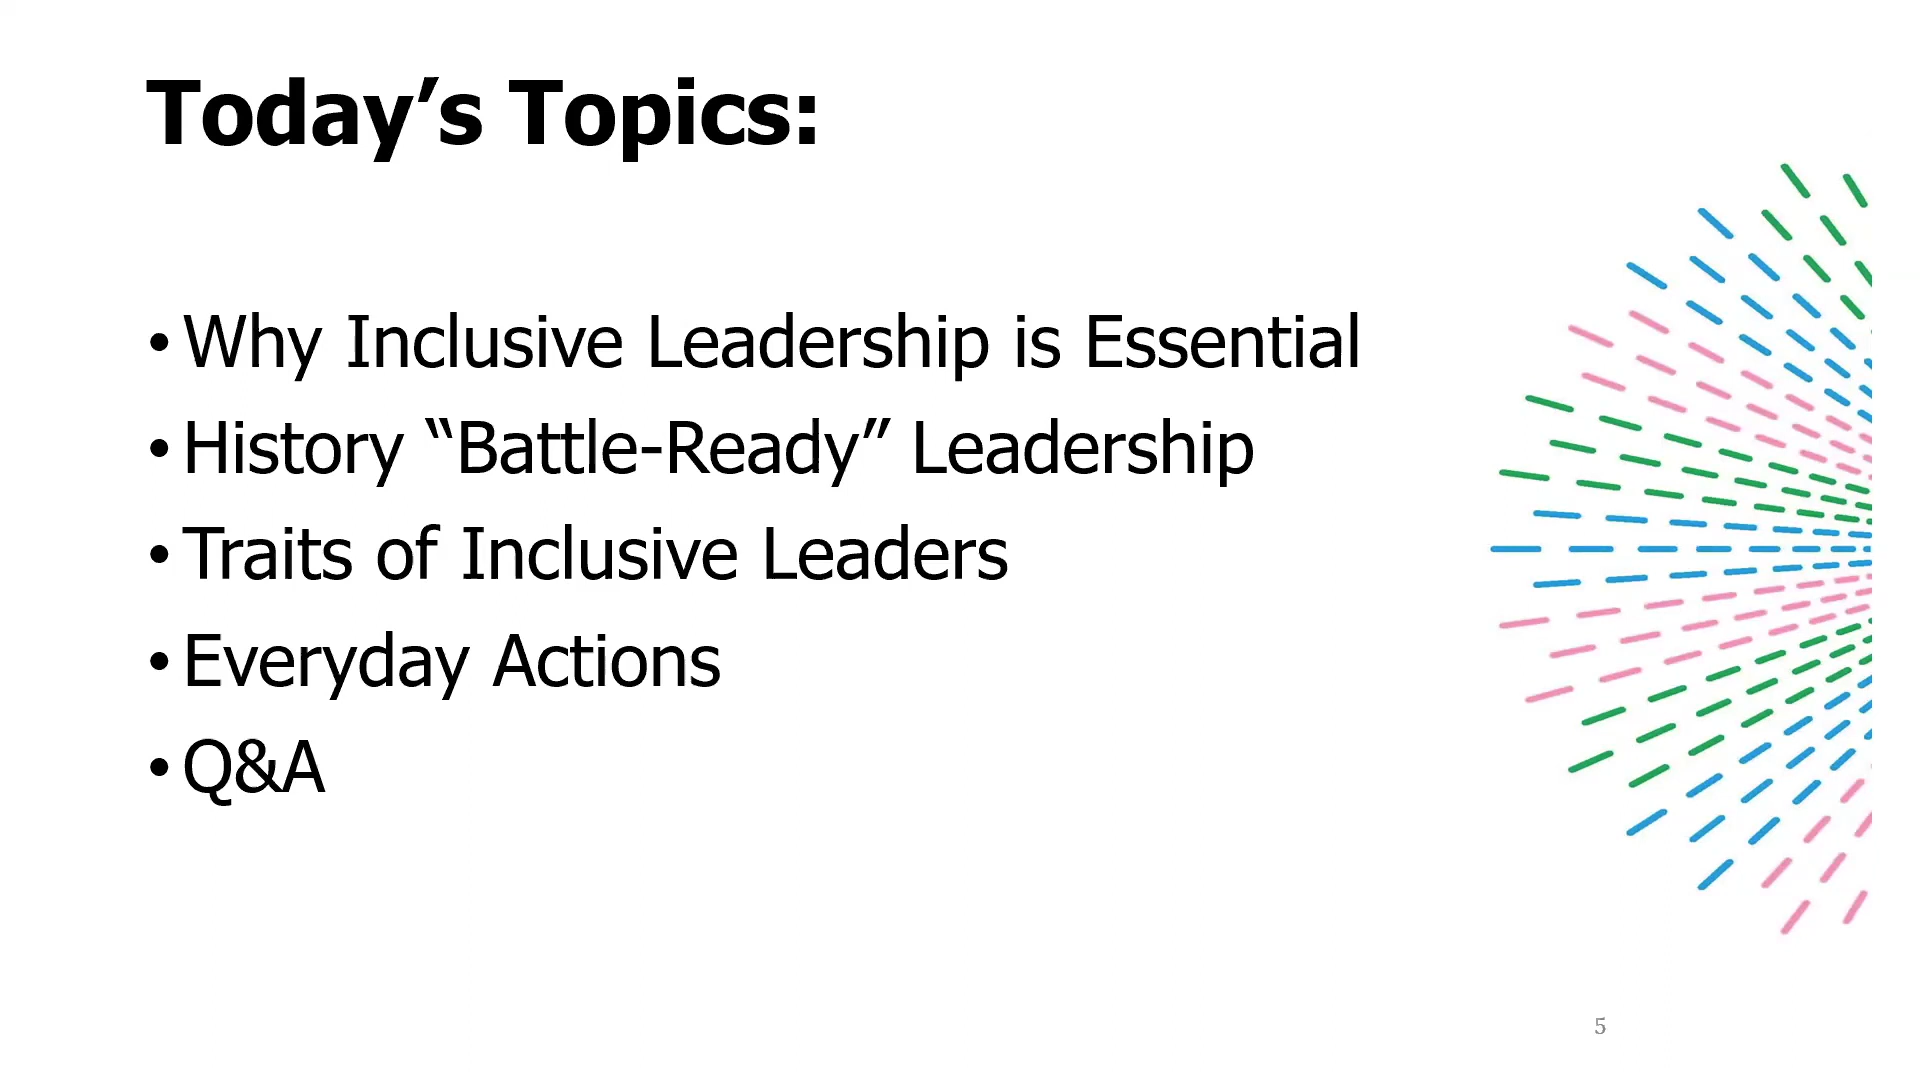 Today’s Topics:
• Why Inclusive Leadership is Essential
• History “Battle-Ready” Leadership
• Traits of Inclusive Leaders
• Everyday Actions
• Q&A
5